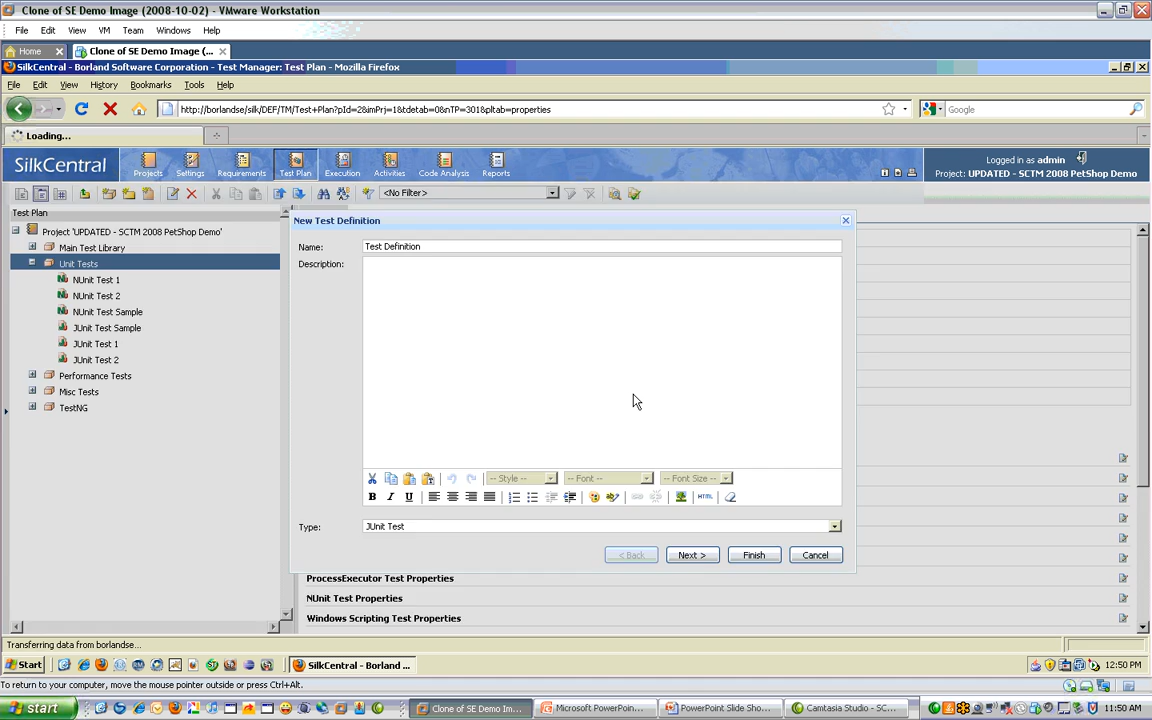 Clone of SE Demo Image (2008-10-02) - VMware Workstation
File Edit View VM Team Windows Help
Home Clone of SE Demo Image (...
SilkCentral - Borland Software Corporation - Test Manager: Test Plan - Mozilla Firefox
File Edit View History Bookmarks Tools Help
http://borlandse/silk/DEF/TM/Test+Plan?pId=2&imPrj=1&tdetab=0&nTP=301&pltab=properties
Google
Loading...
SilkCentral
Projects Settings Requirements Test Plan Execution Activities Code Analysis Reports
Logged in as admin
Project: UPDATED - SCTM 2008 PetShop Demo
<No Filter>
Test Plan
Project 'UPDATED - SCTM 2008 PetShop Demo'
Main Test Library
Unit Tests
NUnit Test 1
NUnit Test 2
NUnit Test Sample
JUnit Test Sample
JUnit Test 1
JUnit Test 2
Performance Tests
Misc Tests
TestNG
New Test Definition
Name: Test Definition
Description:
-- Style -- -- Font -- -- Font Size --
B I U HTML
Type: JUnit Test
< Back Next > Finish Cancel
ProcessExecutor Test Properties
NUnit Test Properties
Windows Scripting Test Properties
Transferring data from borlandse...
Start SilkCentral - Borland ... 12:50 PM
To return to your computer, move the mouse pointer outside or press Ctrl+Alt.
start Clone of SE Demo Im... Microsoft PowerPoin... PowerPoint Slide Sho... Camtasia Studio - SC... 11:50 AM